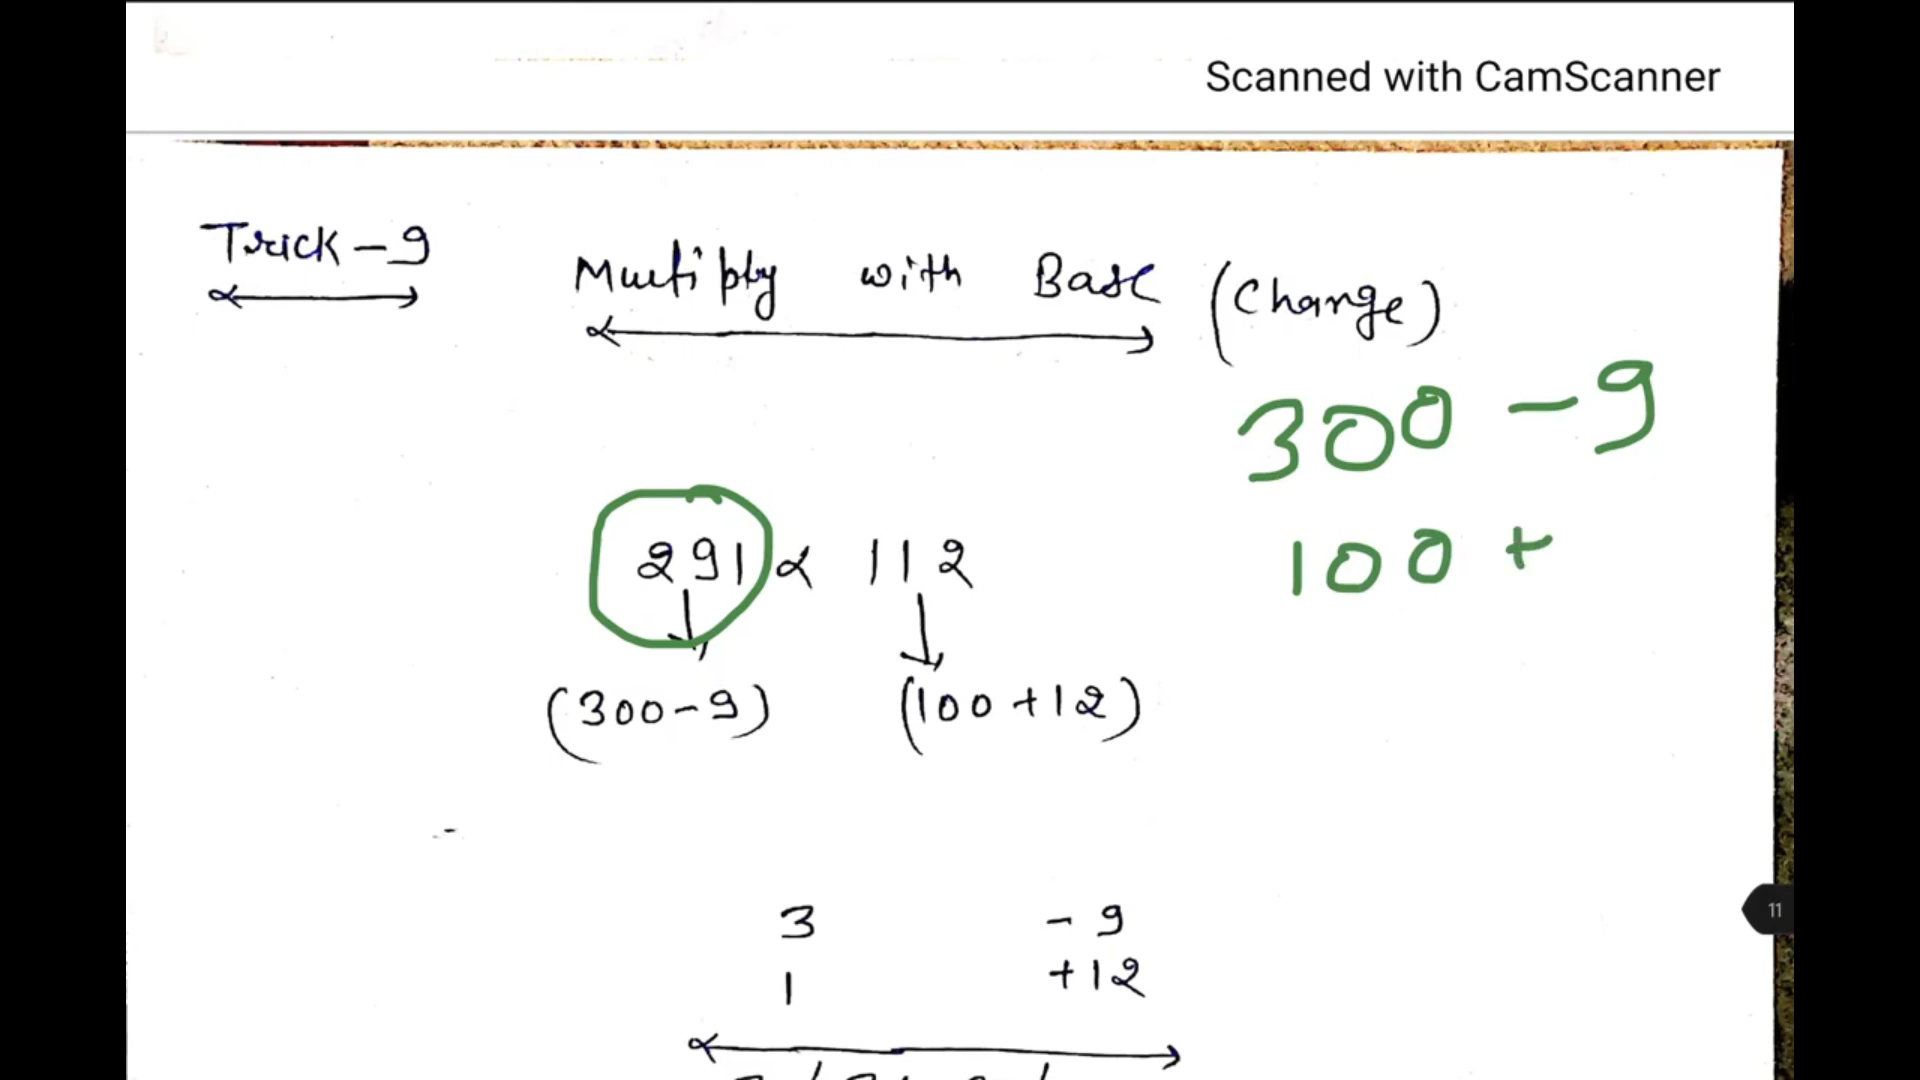 Scanned with CamScanner
Trick-9
Multiply with Base (Change)
300 - 9
291 × 112
100 +
(300-9) (100+12)
11
3 - 9
1 +12